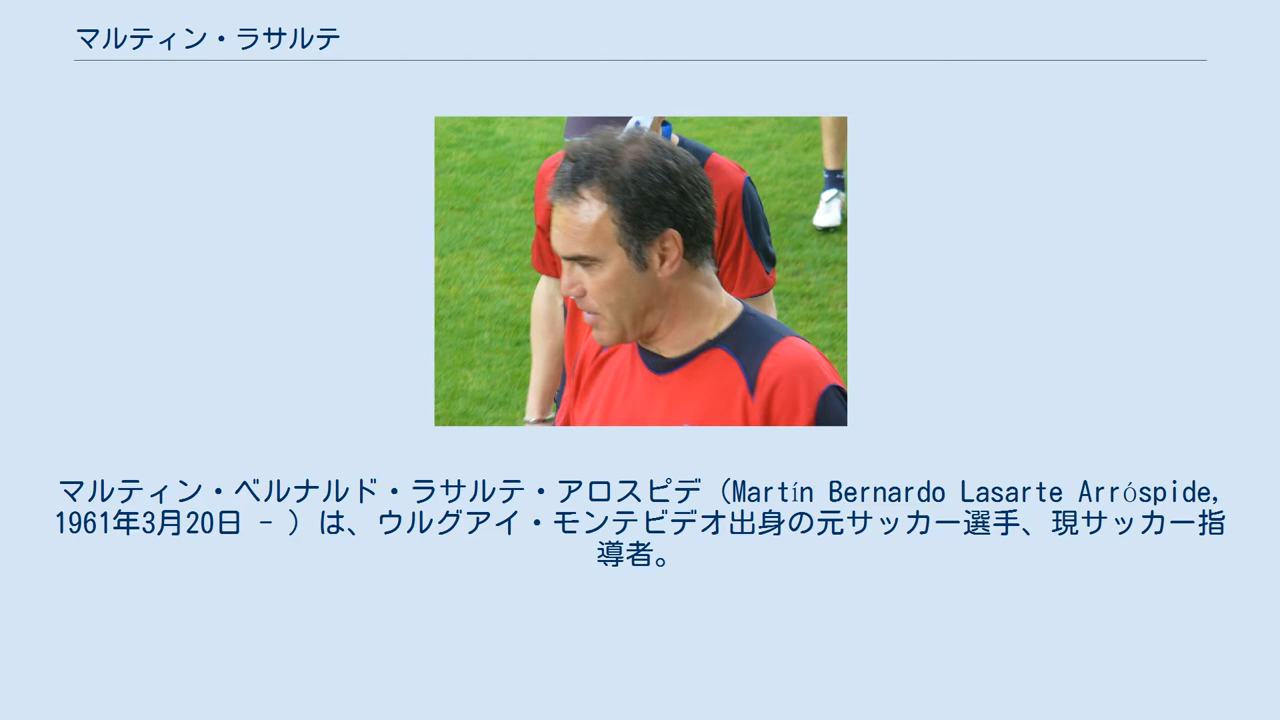 マルティン・ラサルテ
マルティン・ベルナルド・ラサルテ・アロスピデ（Martín Bernardo Lasarte Arróspide,
1961年3月20日 - ）は、ウルグアイ・モンテビデオ出身の元サッカー選手、現サッカー指
導者。